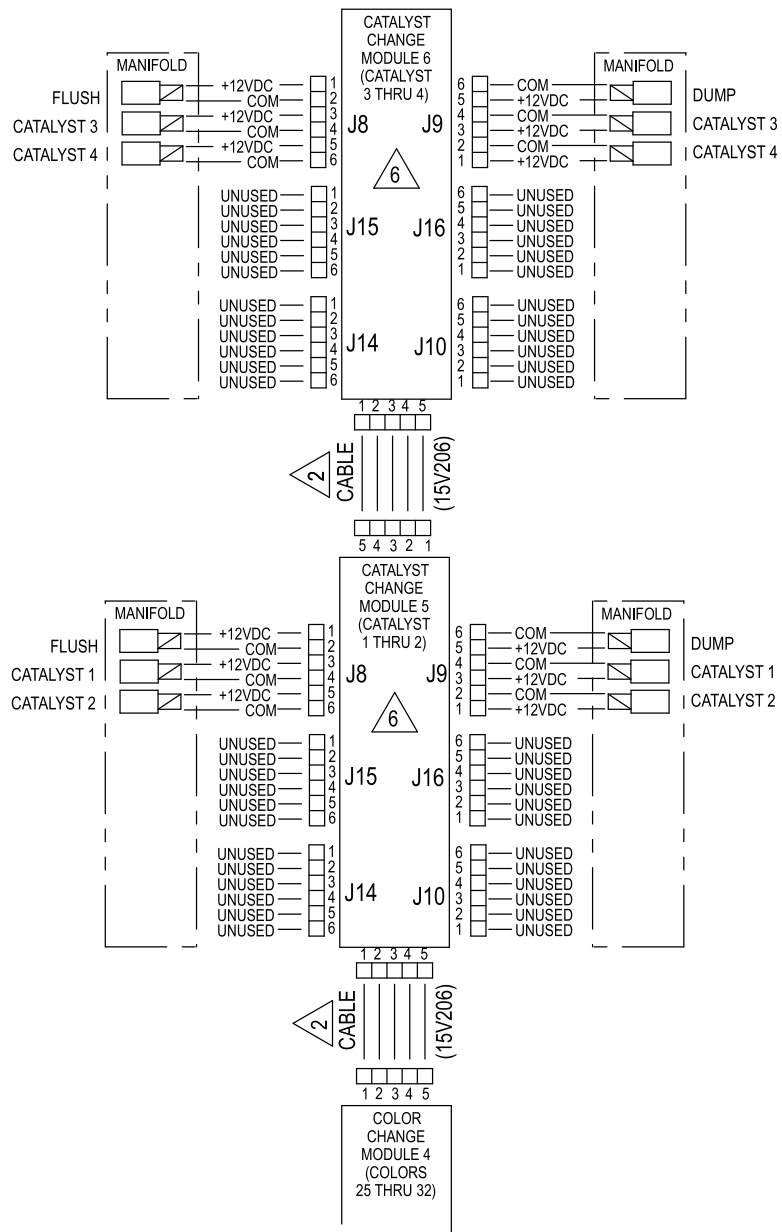 CATALYST
CHANGE
MODULE 6
(CATALYST
3 THRU 4)
MANIFOLD
FLUSH
CATALYST 3
CATALYST 4
+12VDC 1
COM 2
+12VDC 3
COM 4
+12VDC 5
COM 6
J8 J9
6
6 COM
5 +12VDC
4 COM
3 +12VDC
2 COM
1 +12VDC
MANIFOLD
DUMP
CATALYST 3
CATALYST 4
UNUSED 1
UNUSED 2
UNUSED 3
UNUSED 4
UNUSED 5
UNUSED 6
J15 J16
6 UNUSED
5 UNUSED
4 UNUSED
3 UNUSED
2 UNUSED
1 UNUSED
UNUSED 1
UNUSED 2
UNUSED 3
UNUSED 4
UNUSED 5
UNUSED 6
J14 J10
6 UNUSED
5 UNUSED
4 UNUSED
3 UNUSED
2 UNUSED
1 UNUSED
1 2 3 4 5
2 CABLE (15V206)
5 4 3 2 1
CATALYST
CHANGE
MODULE 5
(CATALYST
1 THRU 2)
MANIFOLD
FLUSH
CATALYST 1
CATALYST 2
+12VDC 1
COM 2
+12VDC 3
COM 4
+12VDC 5
COM 6
J8 J9
6
6 COM
5 +12VDC
4 COM
3 +12VDC
2 COM
1 +12VDC
MANIFOLD
DUMP
CATALYST 1
CATALYST 2
UNUSED 1
UNUSED 2
UNUSED 3
UNUSED 4
UNUSED 5
UNUSED 6
J15 J16
6 UNUSED
5 UNUSED
4 UNUSED
3 UNUSED
2 UNUSED
1 UNUSED
UNUSED 1
UNUSED 2
UNUSED 3
UNUSED 4
UNUSED 5
UNUSED 6
J14 J10
6 UNUSED
5 UNUSED
4 UNUSED
3 UNUSED
2 UNUSED
1 UNUSED
1 2 3 4 5
2 CABLE (15V206)
1 2 3 4 5
COLOR
CHANGE
MODULE 4
(COLORS
25 THRU 32)